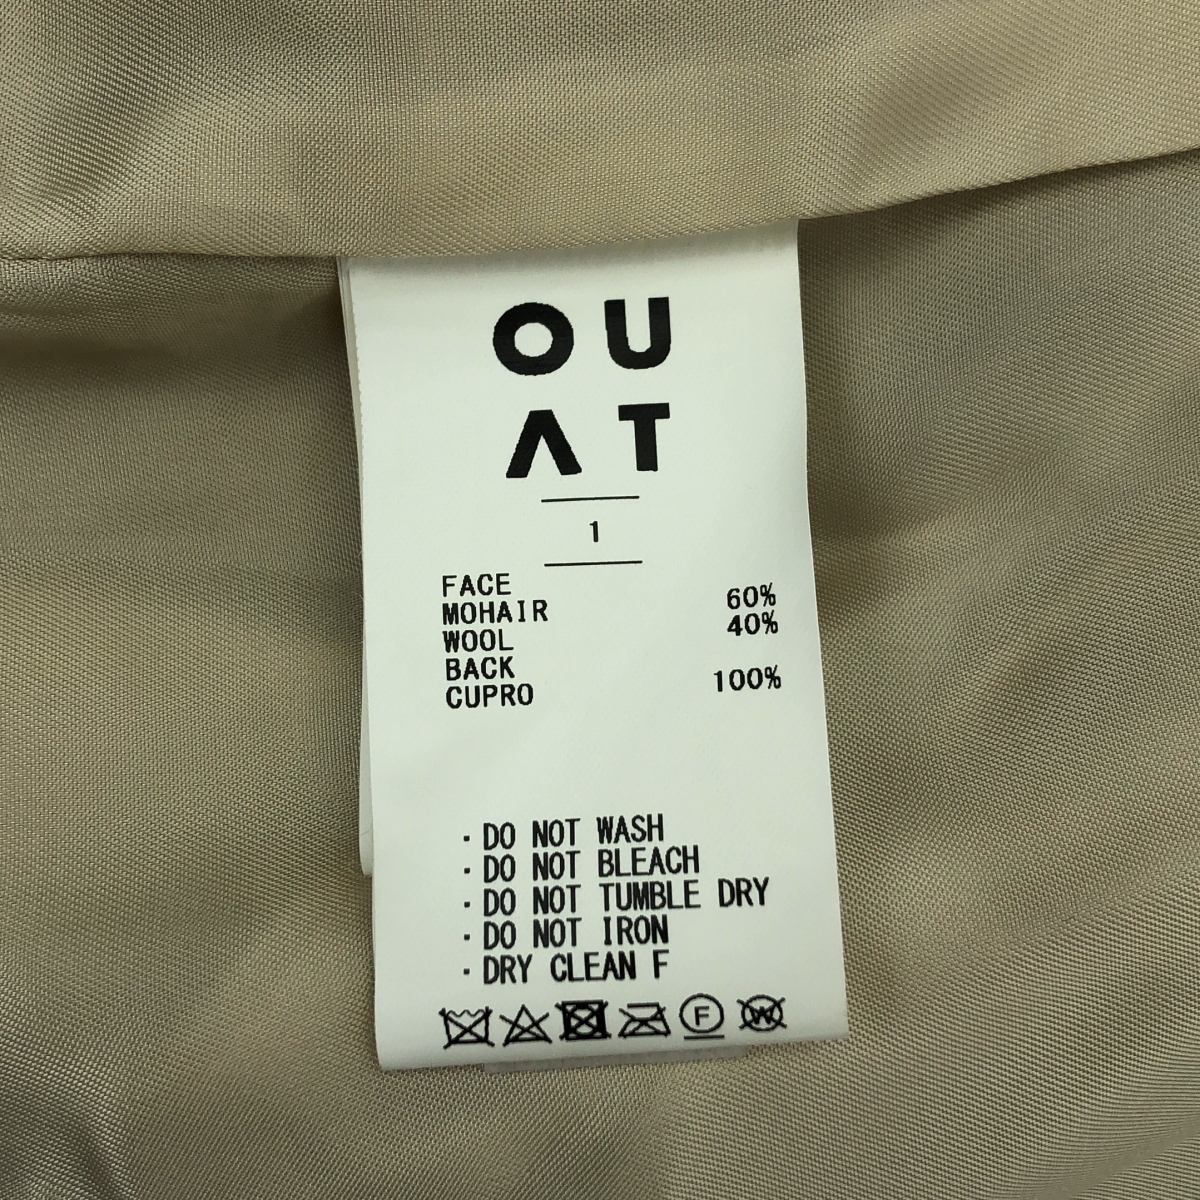 OU
AT
1
FACE
MOHAIR 60%
WOOL 40%
BACK
CUPRO 100%
・DO NOT WASH
・DO NOT BLEACH
・DO NOT TUMBLE DRY
・DO NOT IRON
・DRY CLEAN F
F W